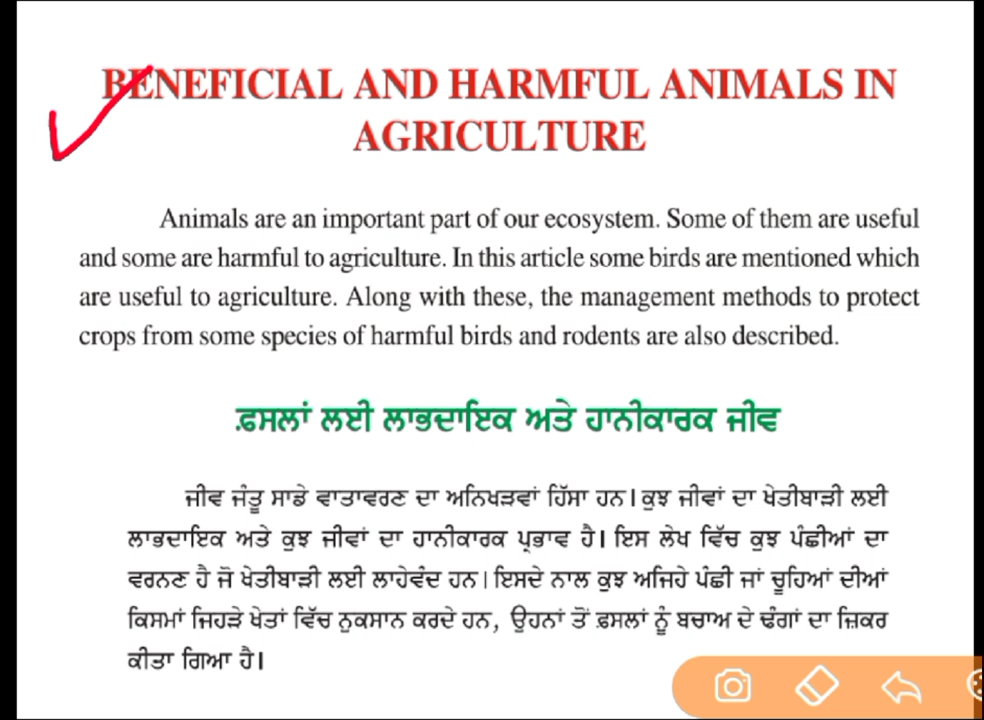 BENEFICIAL AND HARMFUL ANIMALS IN
AGRICULTURE
Animals are an important part of our ecosystem. Some of them are useful
and some are harmful to agriculture. In this article some birds are mentioned which
are useful to agriculture. Along with these, the management methods to protect
crops from some species of harmful birds and rodents are also described.
ਫ਼ਸਲਾਂ ਲਈ ਲਾਭਦਾਇਕ ਅਤੇ ਹਾਨੀਕਾਰਕ ਜੀਵ
ਜੀਵ ਜੰਤੂ ਸਾਡੇ ਵਾਤਾਵਰਣ ਦਾ ਅਨਿਖੜਵਾਂ ਹਿੱਸਾ ਹਨ। ਕੁਝ ਜੀਵਾਂ ਦਾ ਖੇਤੀਬਾੜੀ ਲਈ
ਲਾਭਦਾਇਕ ਅਤੇ ਕੁਝ ਜੀਵਾਂ ਦਾ ਹਾਨੀਕਾਰਕ ਪ੍ਰਭਾਵ ਹੈ। ਇਸ ਲੇਖ ਵਿੱਚ ਕੁਝ ਪੰਛੀਆਂ ਦਾ
ਵਰਨਣ ਹੈ ਜੋ ਖੇਤੀਬਾੜੀ ਲਈ ਲਾਹੇਵੰਦ ਹਨ। ਇਸਦੇ ਨਾਲ ਕੁਝ ਅਜਿਹੇ ਪੰਛੀ ਜਾਂ ਚੂਹਿਆਂ ਦੀਆਂ
ਕਿਸਮਾਂ ਜਿਹੜੇ ਖੇਤਾਂ ਵਿੱਚ ਨੁਕਸਾਨ ਕਰਦੇ ਹਨ, ਉਹਨਾਂ ਤੋਂ ਫ਼ਸਲਾਂ ਨੂੰ ਬਚਾਅ ਦੇ ਢੰਗਾਂ ਦਾ ਜ਼ਿਕਰ
ਕੀਤਾ ਗਿਆ ਹੈ।